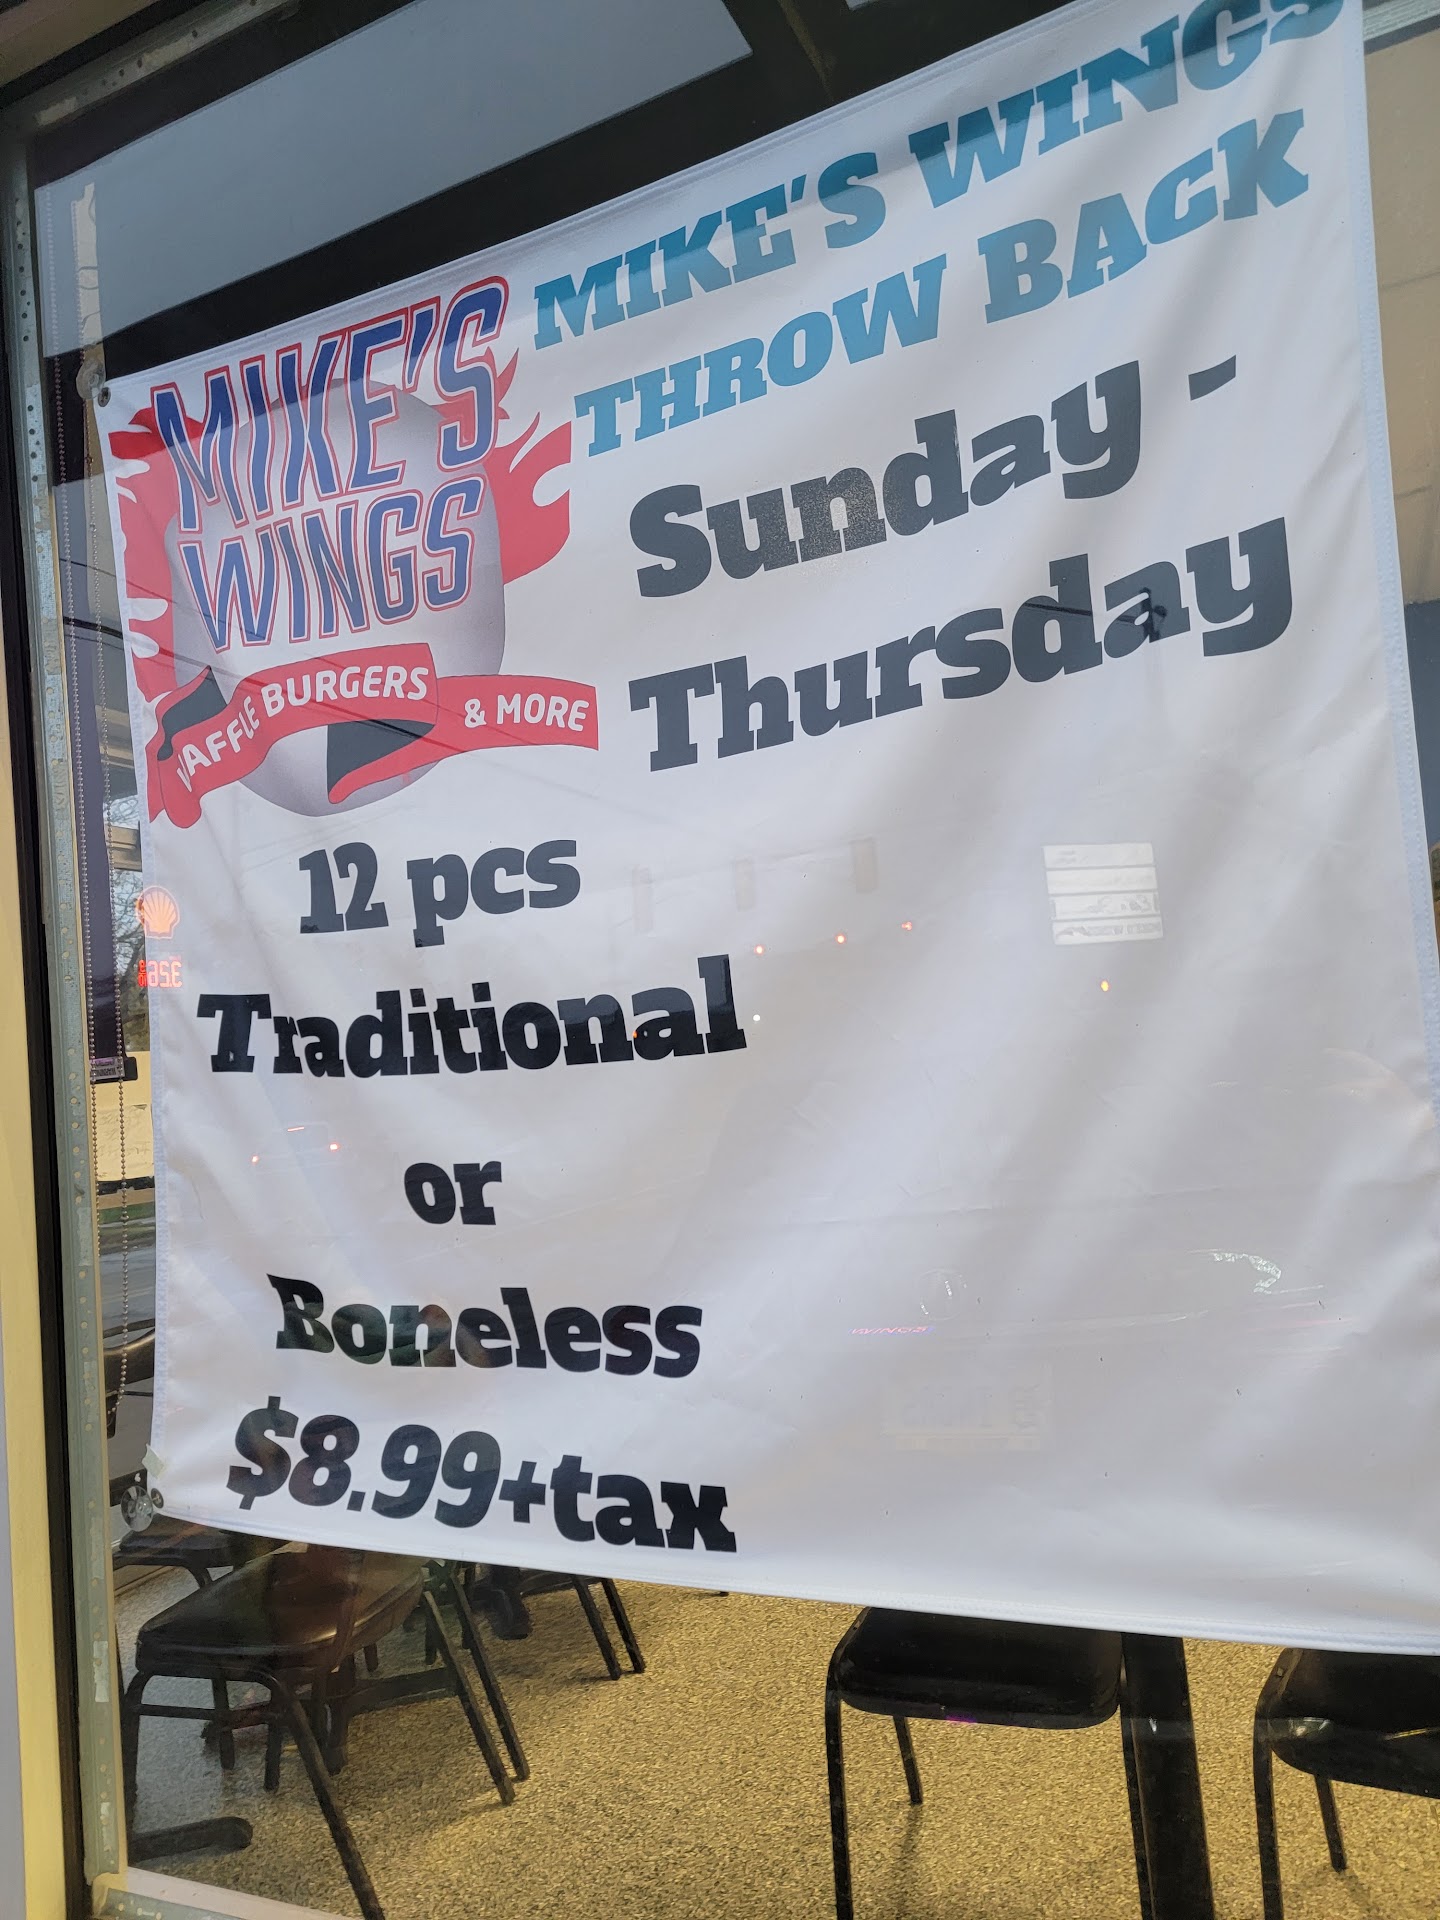 MIKE'S WINGS
THROW BACK
MIKE'S
WINGS
WAFFLE BURGERS & MORE
Sunday -
Thursday
12 pcs
Traditional
or
Boneless
$8.99+tax
WINGS